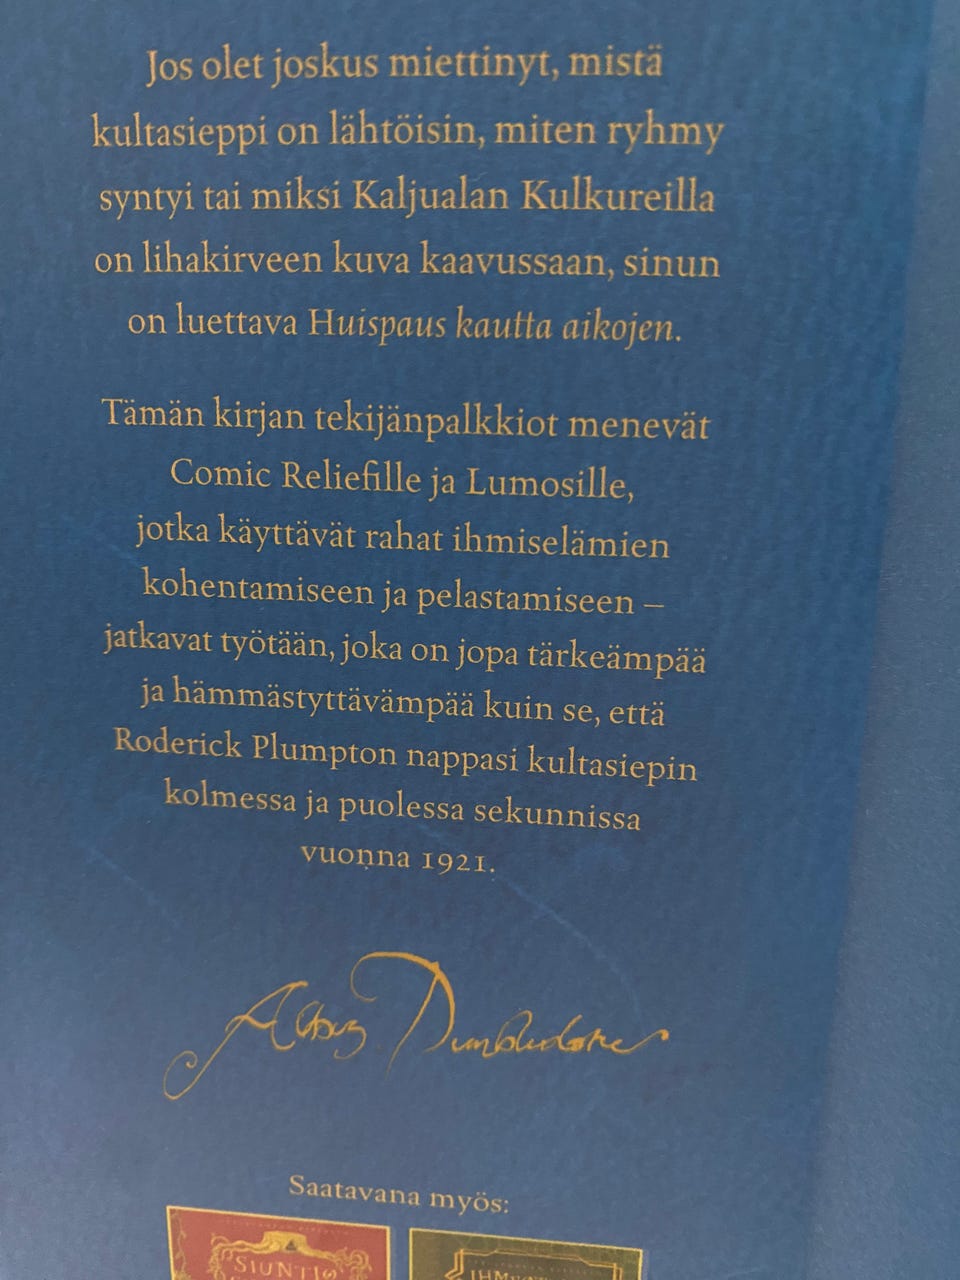 Jos olet joskus miettinyt, mistä
kultasieppi on lähtöisin, miten ryhmy
syntyi tai miksi Kaljualan Kulkureilla
on lihakirveen kuva kaavussaan, sinun
on luettava Huispaus kautta aikojen.
Tämän kirjan tekijänpalkkiot menevät
Comic Reliefille ja Lumosille,
jotka käyttävät rahat ihmiselämien
kohentamiseen ja pelastamiseen –
jatkavat työtään, joka on jopa tärkeämpää
ja hämmästyttävämpää kuin se, että
Roderick Plumpton nappasi kultasiepin
kolmessa ja puolessa sekunnissa
vuonna 1921.
Albus Dumbledore
Saatavana myös:
SIUNTIO